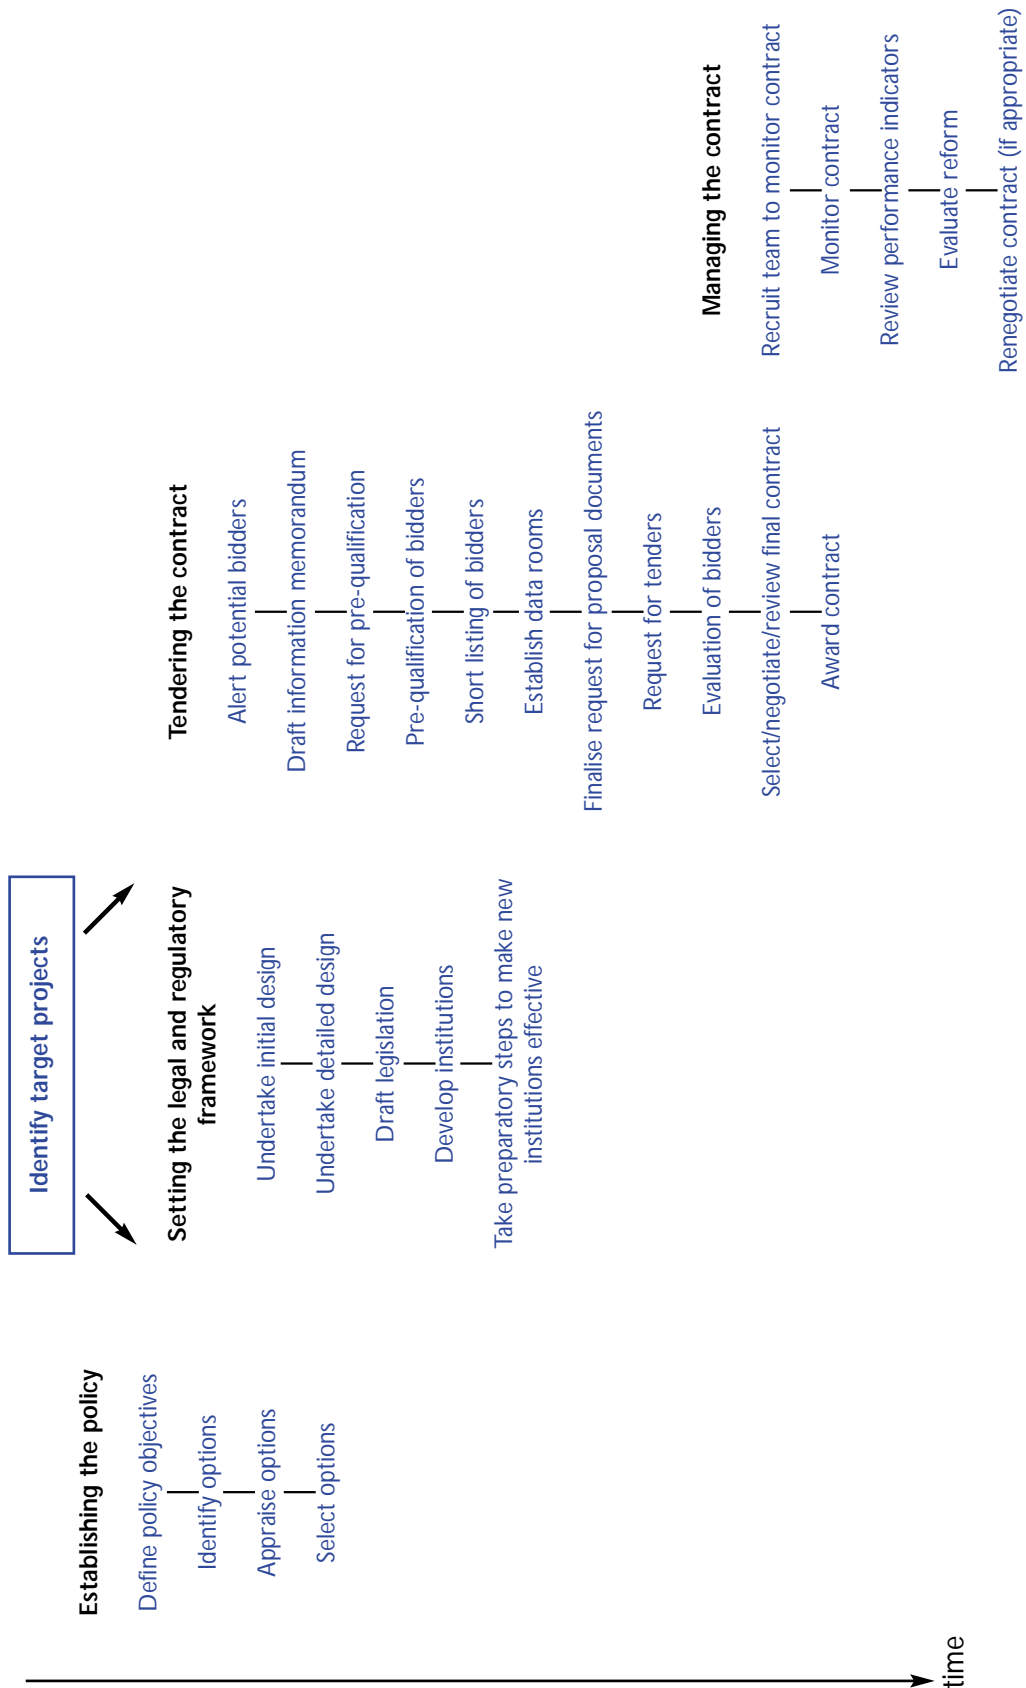 Identify target projects
Establishing the policy
Define policy objectives
Identify options
Appraise options
Select options
Setting the legal and regulatory
framework
Undertake initial design
Undertake detailed design
Draft legislation
Develop institutions
Take preparatory steps to make new
institutions effective
Tendering the contract
Alert potential bidders
Draft information memorandum
Request for pre-qualification
Pre-qualification of bidders
Short listing of bidders
Establish data rooms
Finalise request for proposal documents
Request for tenders
Evaluation of bidders
Select/negotiate/review final contract
Award contract
Managing the contract
Recruit team to monitor contract
Monitor contract
Review performance indicators
Evaluate reform
Renegotiate contract (if appropriate)
time